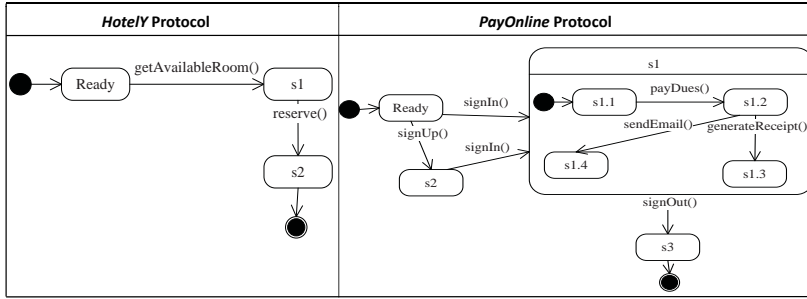 HotelY Protocol
Ready
getAvailableRoom()
s1
reserve()
s2
PayOnline Protocol
Ready
signIn()
signUp()
s2
signIn()
s1
s1.1
payDues()
s1.2
sendEmail()
generateReceipt()
s1.4
s1.3
signOut()
s3